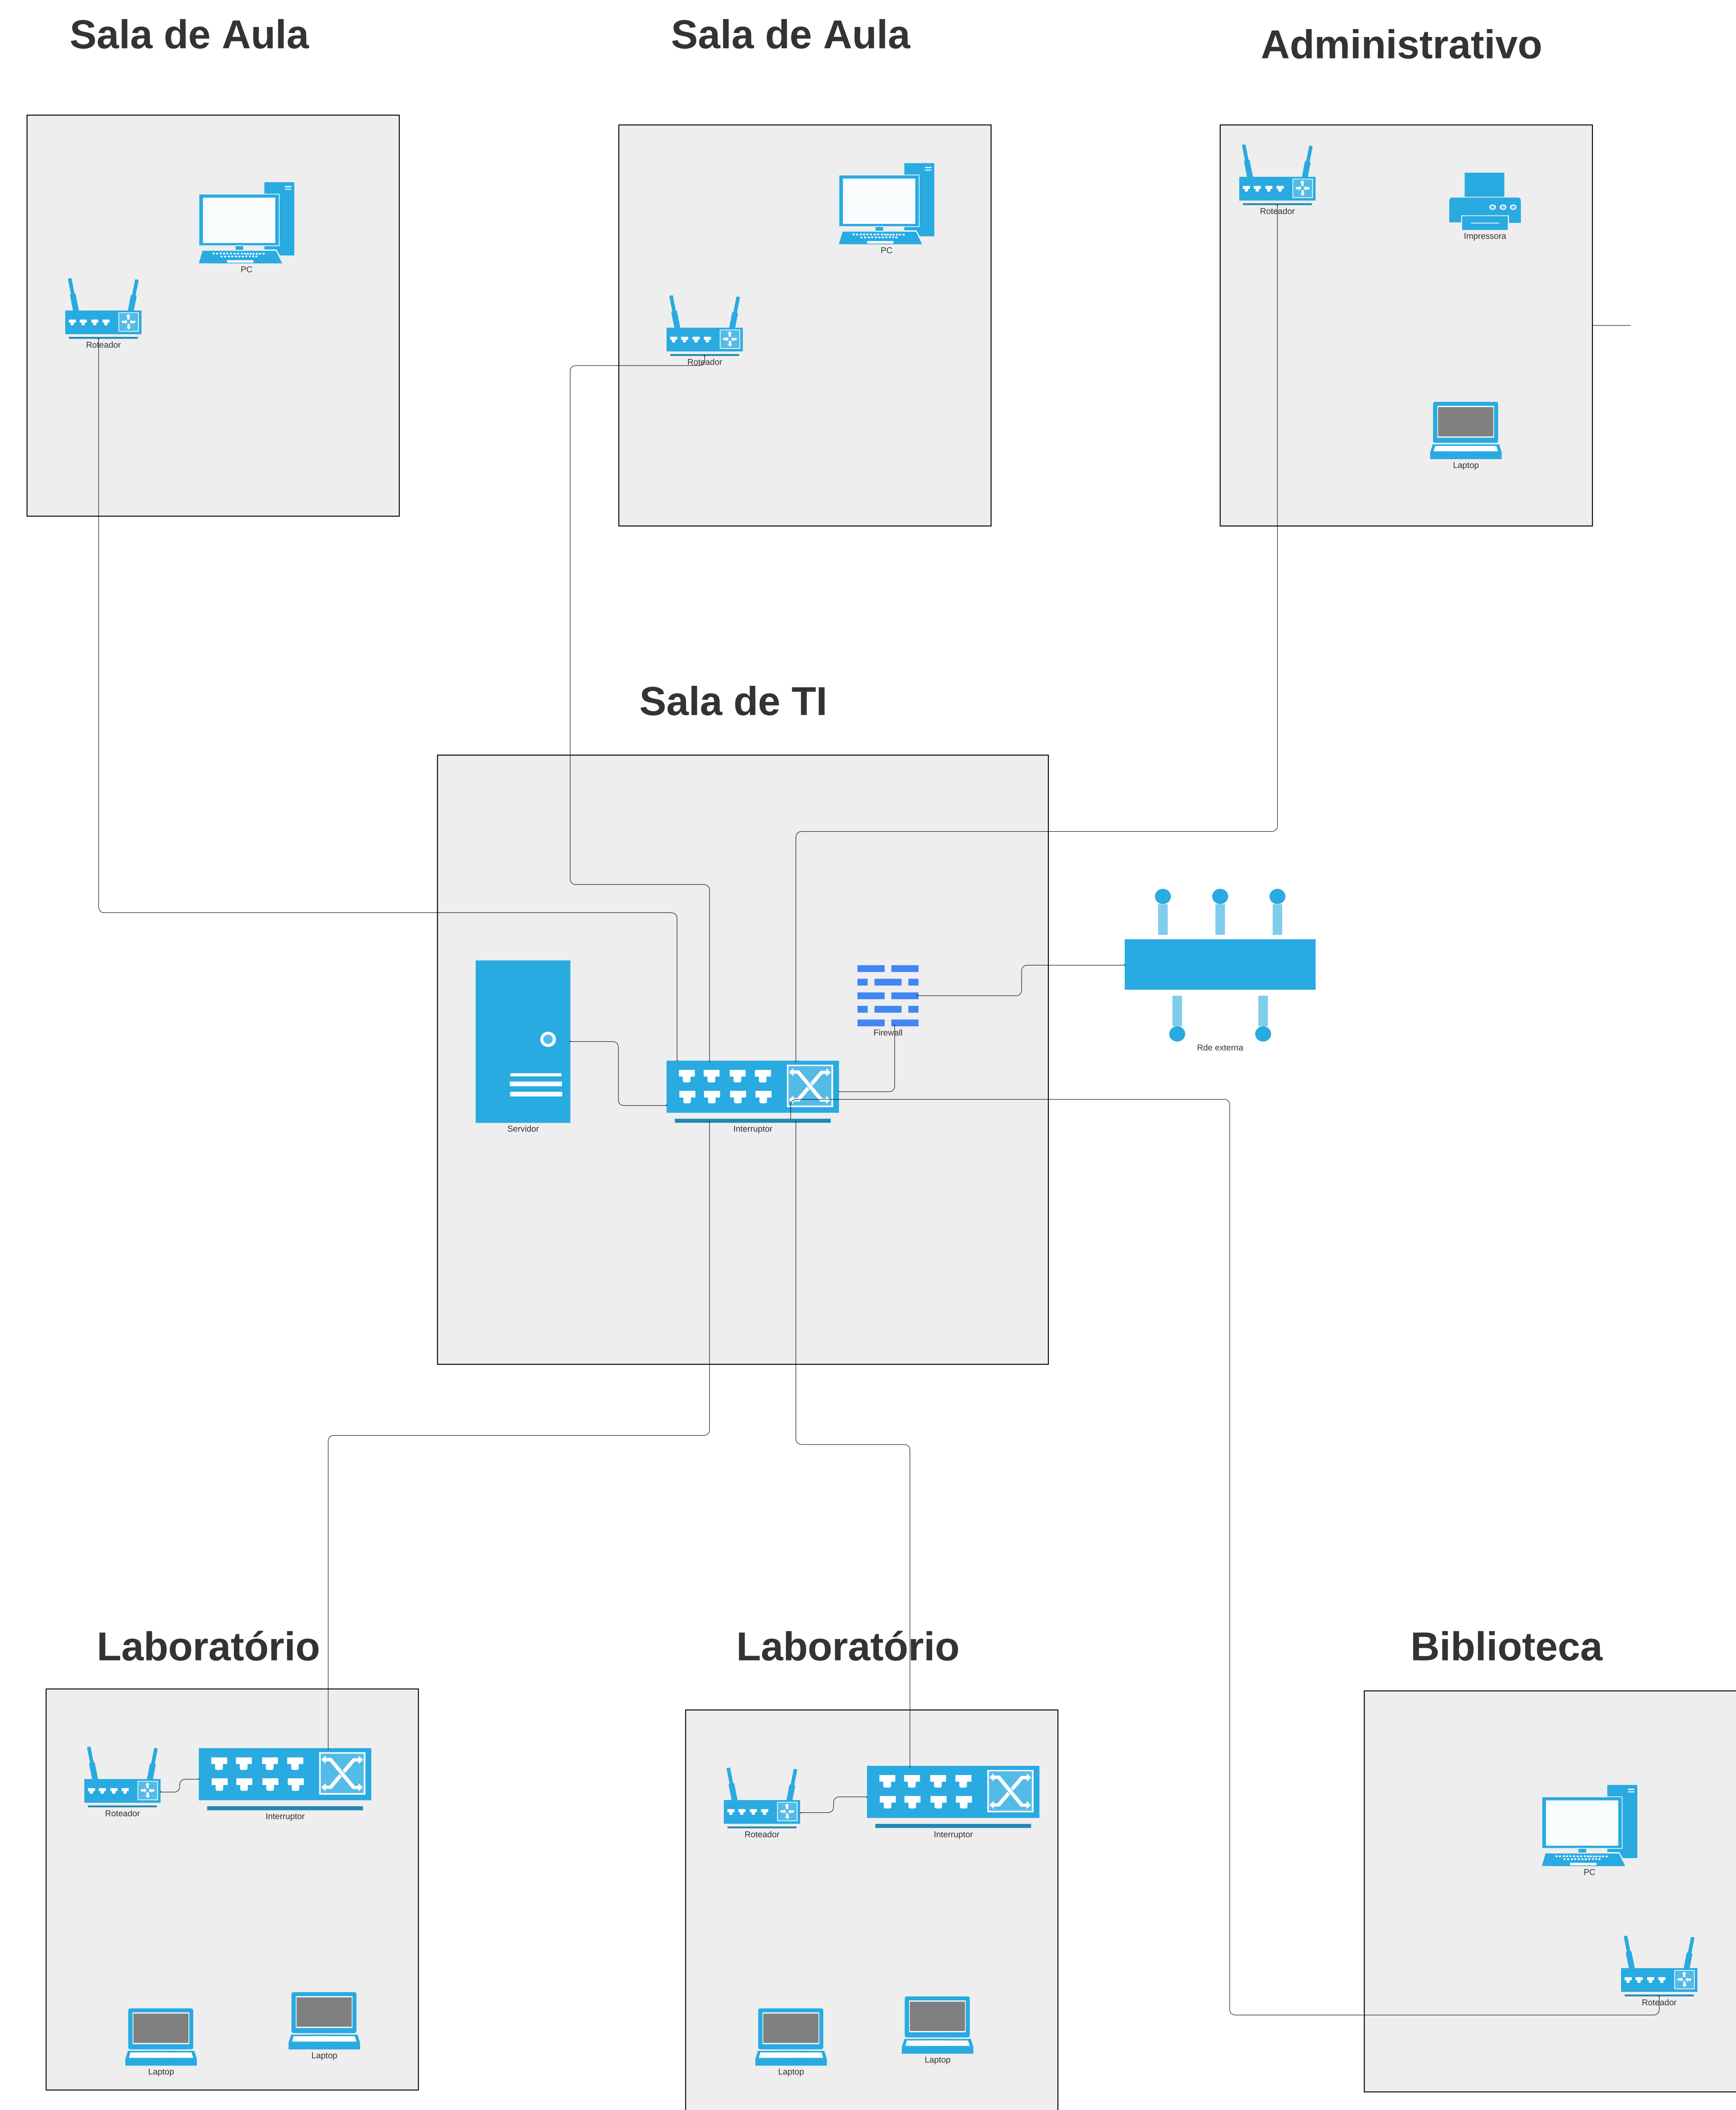 Sala de Aula
Sala de Aula
Administrativo
PC
Roteador
PC
Roteador
Roteador
Impressora
Laptop
Sala de TI
Servidor
Interruptor
Firewall
Rde externa
Laboratório
Laboratório
Biblioteca
Roteador
Interruptor
Laptop
Laptop
Roteador
Interruptor
Laptop
Laptop
PC
Roteador